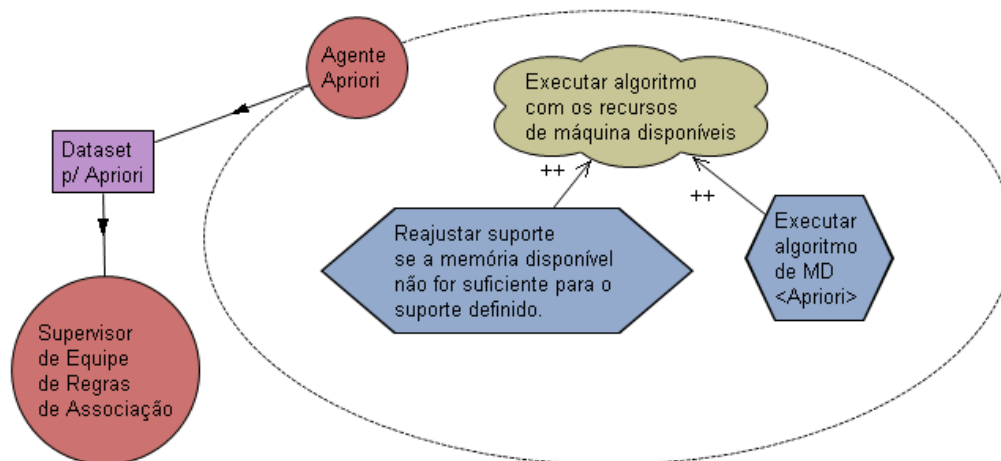 Agente
Apriori
Executar algoritmo
com os recursos
de máquina disponíveis
Dataset
p/ Apriori
++
++
Reajustar suporte
se a memória disponível
não for suficiente para o
suporte definido.
Executar
algoritmo
de MD
<Apriori>
Supervisor
de Equipe
de Regras
de Associação